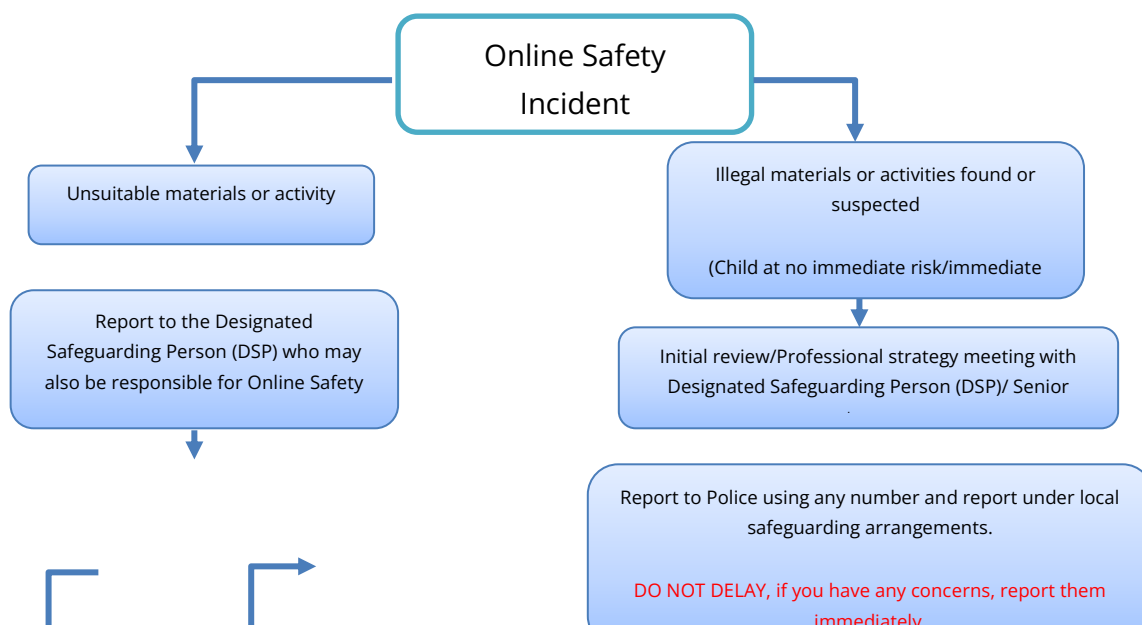 Online Safety
Incident
Unsuitable materials or activity
Illegal materials or activities found or
suspected
(Child at no immediate risk/immediate
Report to the Designated
Safeguarding Person (DSP) who may
also be responsible for Online Safety
Initial review/Professional strategy meeting with
Designated Safeguarding Person (DSP)/ Senior
Report to Police using any number and report under local
safeguarding arrangements.
DO NOT DELAY, if you have any concerns, report them
immediately